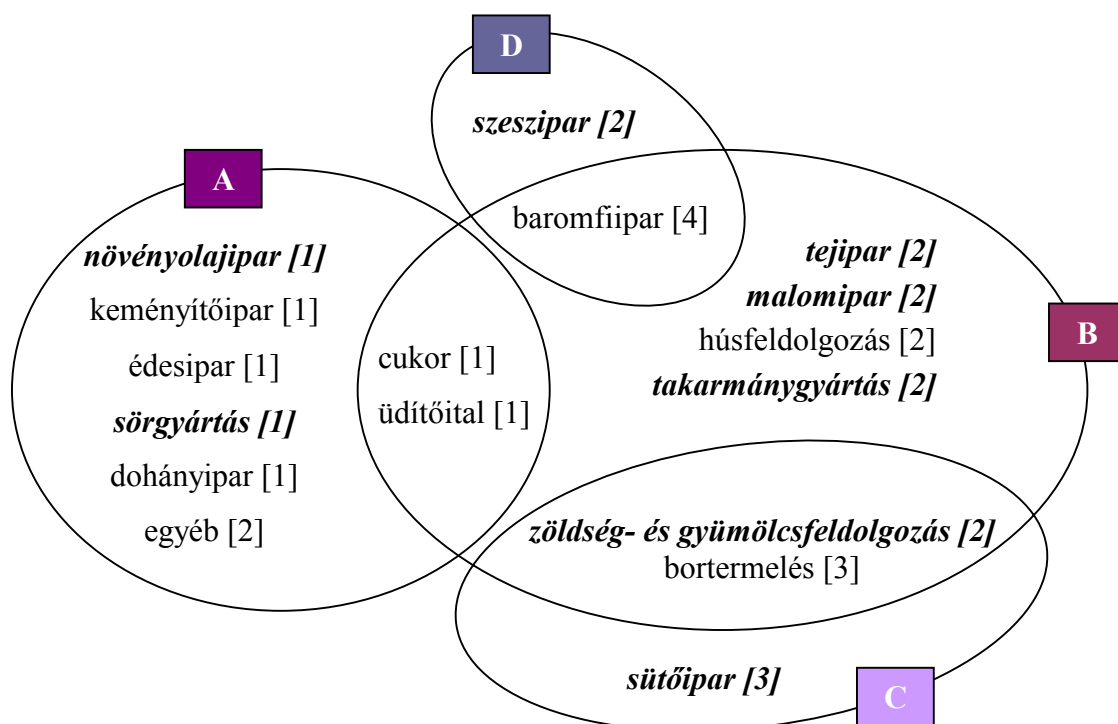 D
szeszipar [2]
A
baromfiipar [4]
növényolajipar [1]
keményítőipar [1]
édesipar [1]
sörgyártás [1]
dohányipar [1]
egyéb [2]
cukor [1]
üdítőital [1]
tejipar [2]
malomipar [2]
húsfeldolgozás [2]
takarmánygyártás [2]
B
zöldség- és gyümölcsfeldolgozás [2]
bortermelés [3]
sütőipar [3]
C